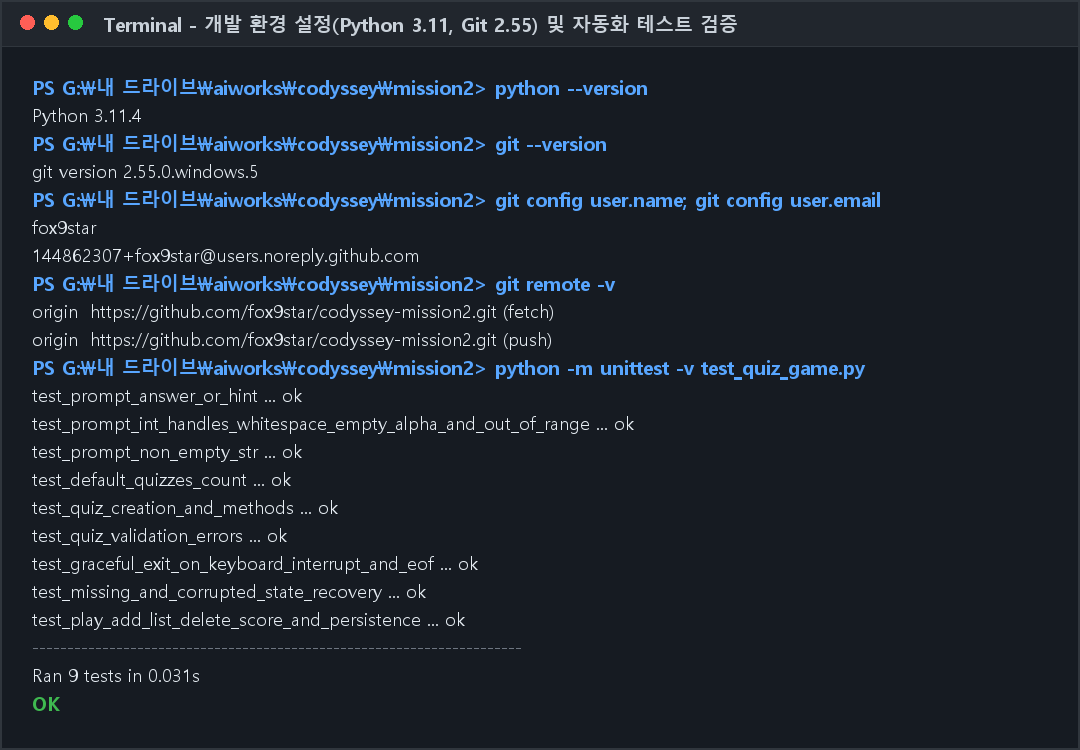 Terminal - 개발 환경 설정(Python 3.11, Git 2.55) 및 자동화 테스트 검증
PS G:₩내 드라이브₩aiworks₩codyssey₩mission2> python --version
Python 3.11.4
PS G:₩내 드라이브₩aiworks₩codyssey₩mission2> git --version
git version 2.55.0.windows.5
PS G:₩내 드라이브₩aiworks₩codyssey₩mission2> git config user.name; git config user.email
fox9star
144862307+fox9star@users.noreply.github.com
PS G:₩내 드라이브₩aiworks₩codyssey₩mission2> git remote -v
origin  https://github.com/fox9star/codyssey-mission2.git (fetch)
origin  https://github.com/fox9star/codyssey-mission2.git (push)
PS G:₩내 드라이브₩aiworks₩codyssey₩mission2> python -m unittest -v test_quiz_game.py
test_prompt_answer_or_hint ... ok
test_prompt_int_handles_whitespace_empty_alpha_and_out_of_range ... ok
test_prompt_non_empty_str ... ok
test_default_quizzes_count ... ok
test_quiz_creation_and_methods ... ok
test_quiz_validation_errors ... ok
test_graceful_exit_on_keyboard_interrupt_and_eof ... ok
test_missing_and_corrupted_state_recovery ... ok
test_play_add_list_delete_score_and_persistence ... ok
----------------------------------------------------------------------
Ran 9 tests in 0.031s
OK